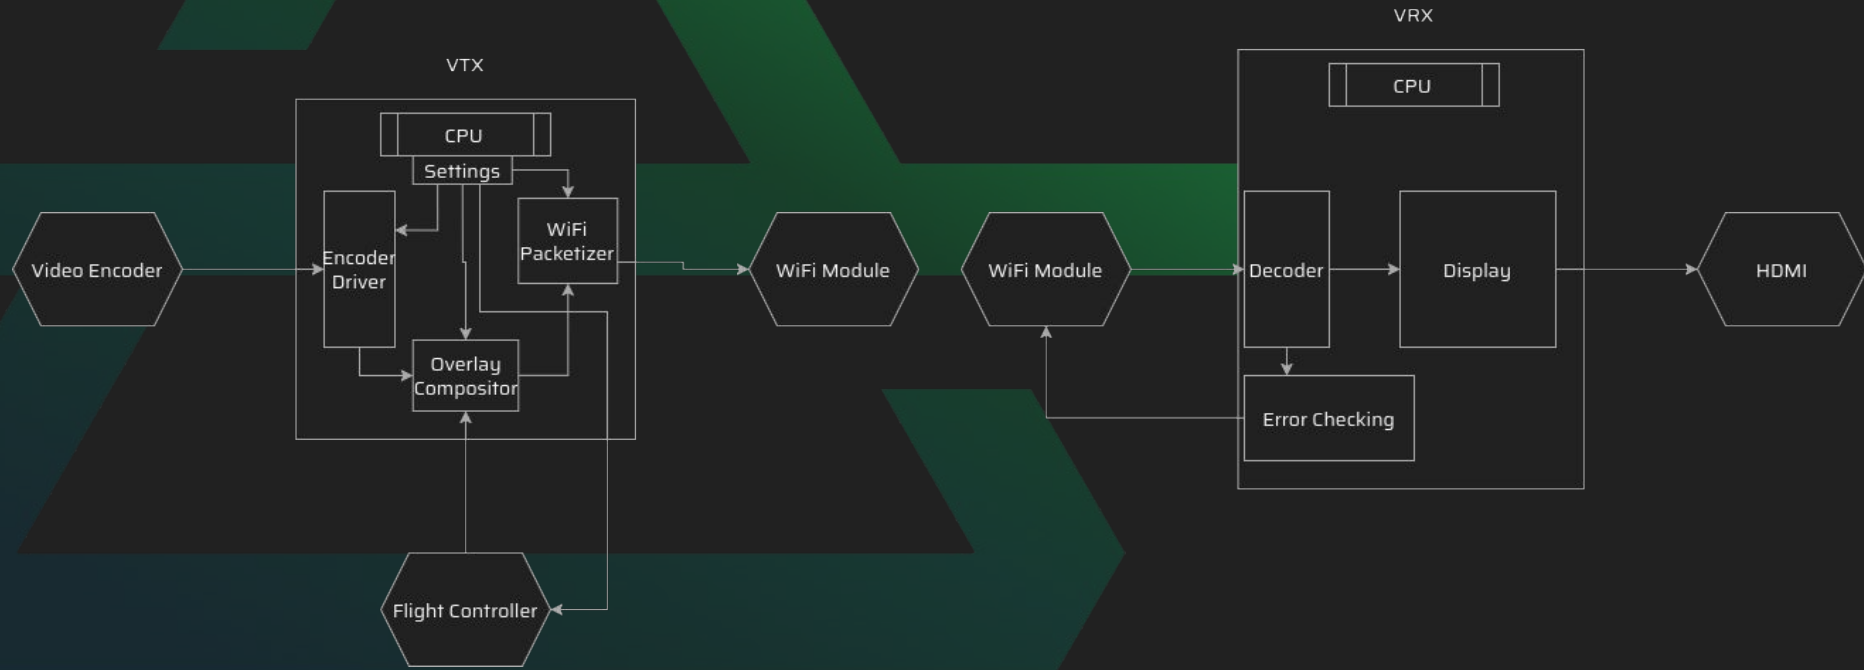 VRX
VTX
CPU
CPU
Settings
WiFi
Packetizer
Encoder
Driver
Video Encoder
WiFi Module
WiFi Module
Decoder
Display
HDMI
Overlay
Compositor
Error Checking
Flight Controller